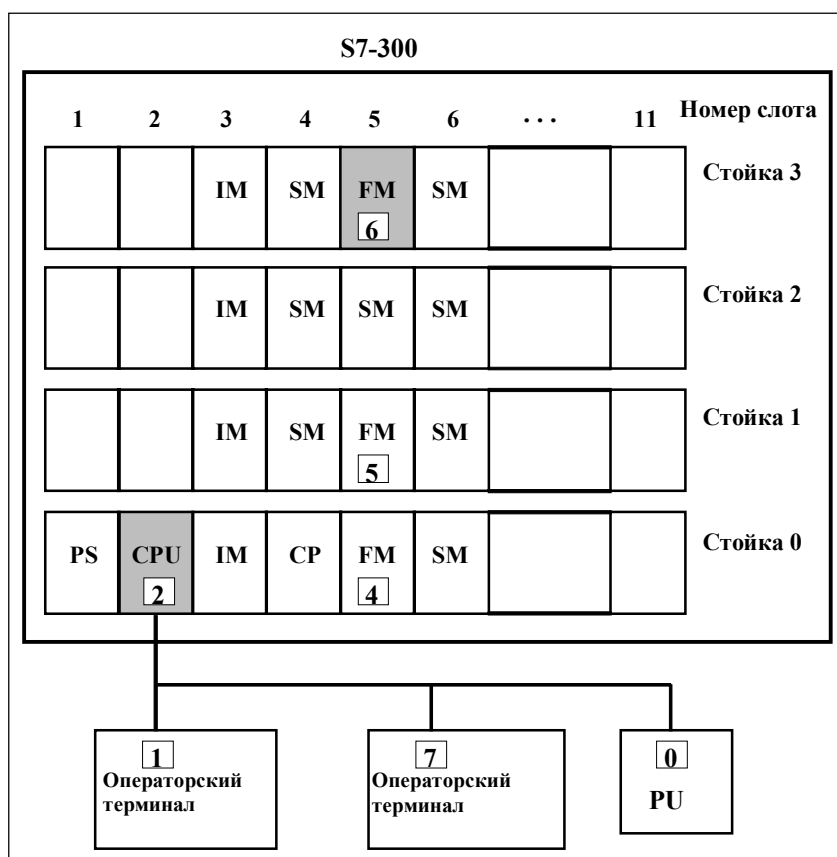 S7-300
1 2 3 4 5 6 ... 11 Номер слота
IM SM FM SM Стойка 3
6
IM SM SM SM Стойка 2
IM SM FM SM Стойка 1
5
PS CPU IM CP FM SM Стойка 0
2 4
1
Операторский
терминал
7
Операторский
терминал
0
PU